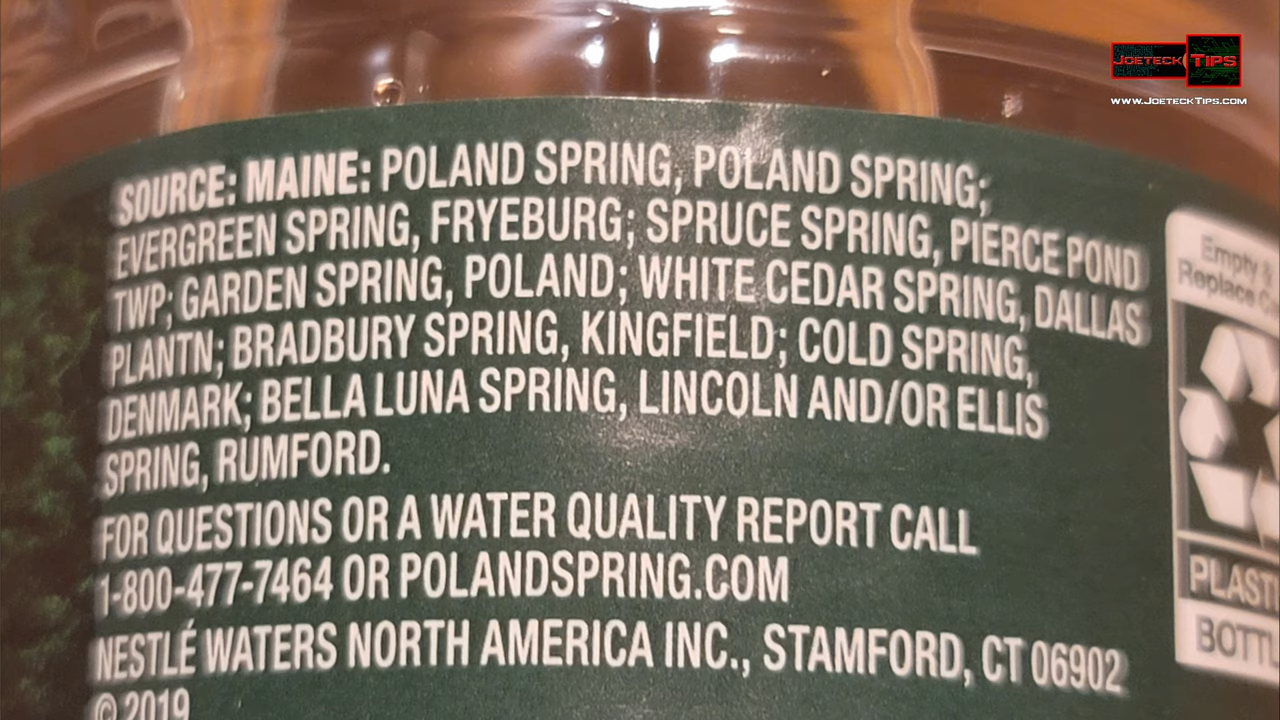 JOETECK TIPS
WWW.JOETECKTIPS.COM
SOURCE: MAINE: POLAND SPRING, POLAND SPRING;
EVERGREEN SPRING, FRYEBURG; SPRUCE SPRING, PIERCE POND
TWP; GARDEN SPRING, POLAND; WHITE CEDAR SPRING, DALLAS
PLANTN; BRADBURY SPRING, KINGFIELD; COLD SPRING,
DENMARK; BELLA LUNA SPRING, LINCOLN AND/OR ELLIS
SPRING, RUMFORD.
FOR QUESTIONS OR A WATER QUALITY REPORT CALL
1-800-477-7464 OR POLANDSPRING.COM
NESTLÉ WATERS NORTH AMERICA INC., STAMFORD, CT 06902
© 2019
Empty &
Replace